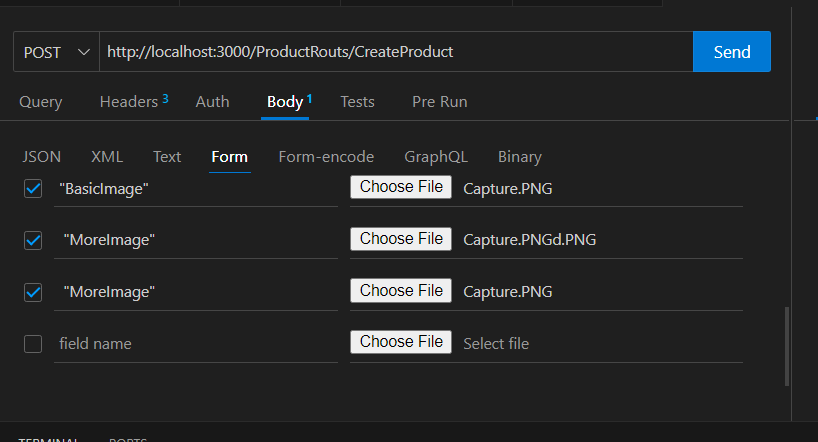 POST http://localhost:3000/ProductRouts/CreateProduct Send
Query Headers 3 Auth Body 1 Tests Pre Run
JSON XML Text Form Form-encode GraphQL Binary
"BasicImage" Choose File Capture.PNG
"MoreImage" Choose File Capture.PNGd.PNG
"MoreImage" Choose File Capture.PNG
field name Choose File Select file
TERMINAL PORTS